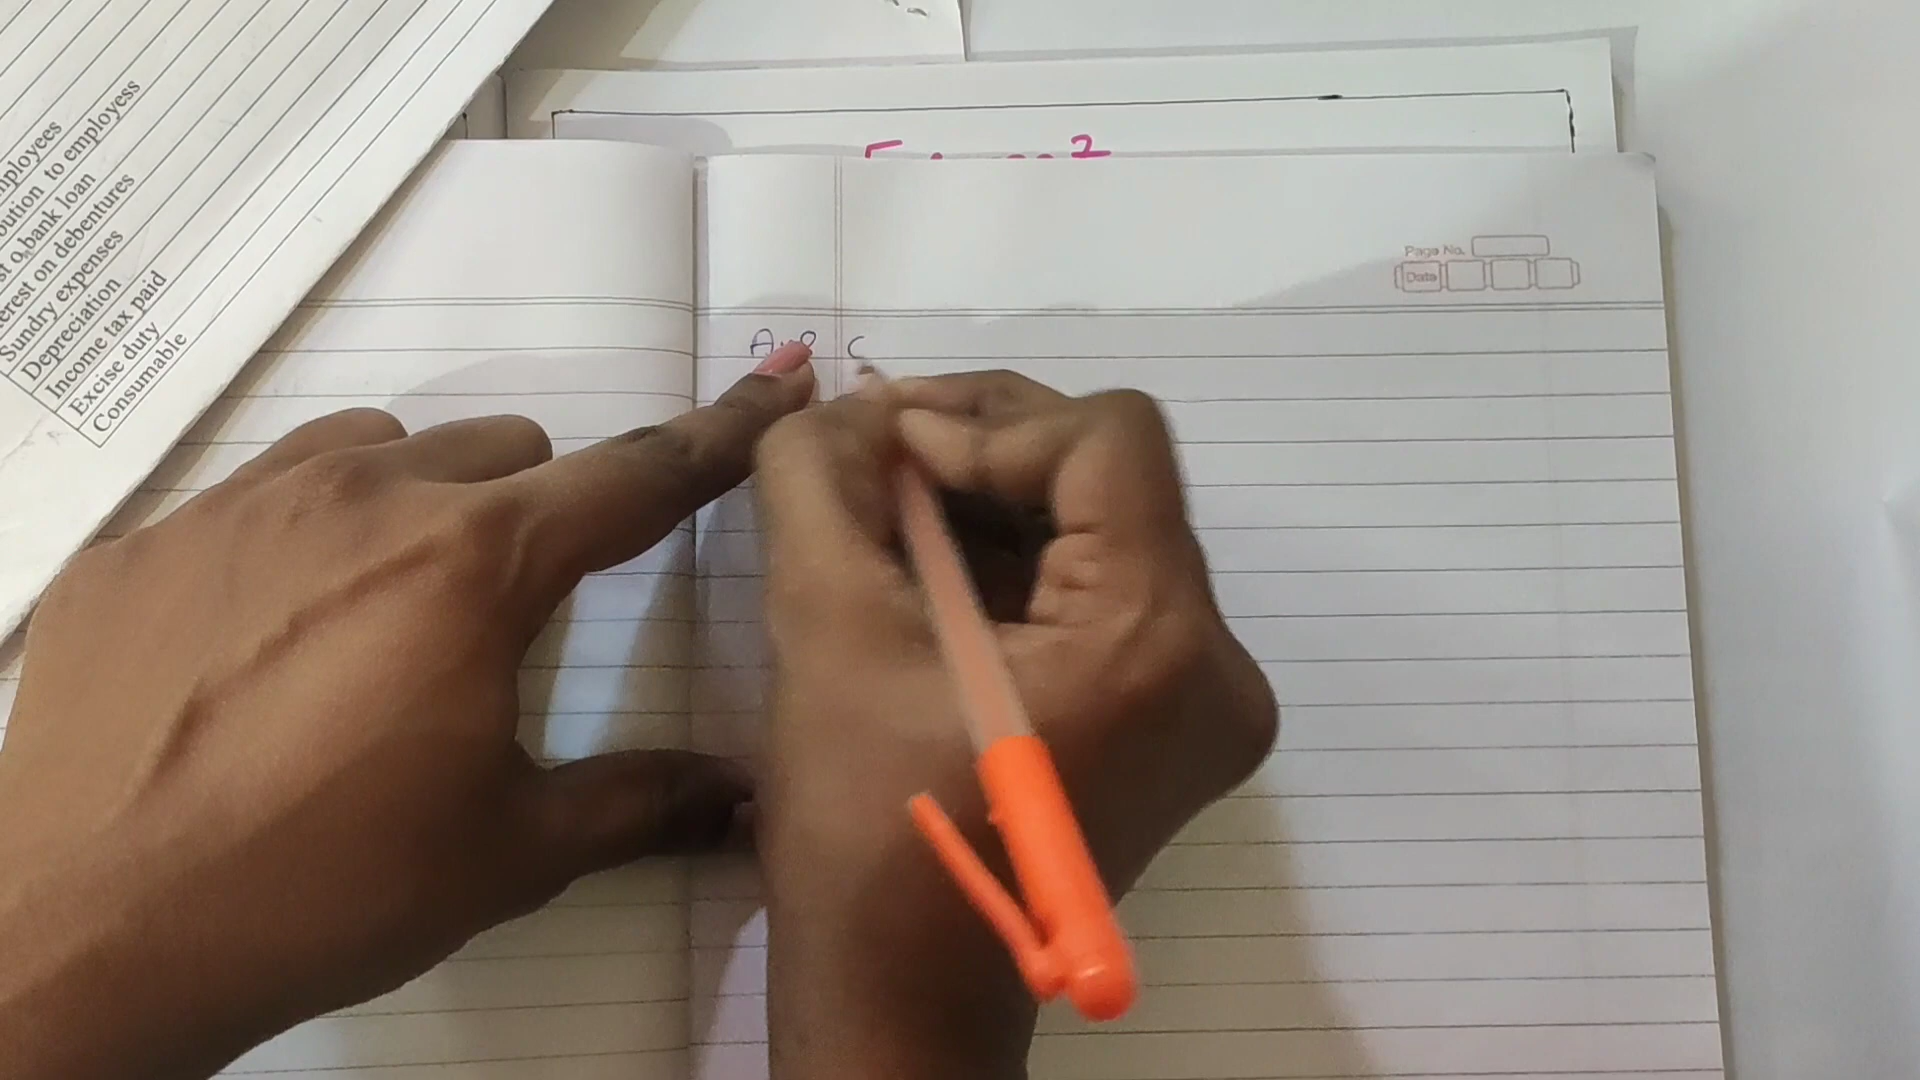 mployees
bution to employess
st on bank loan
erest on debentures
Sundry expenses
Depreciation
Income tax paid
Excise duty
Consumable
Page No.
Date
Ans